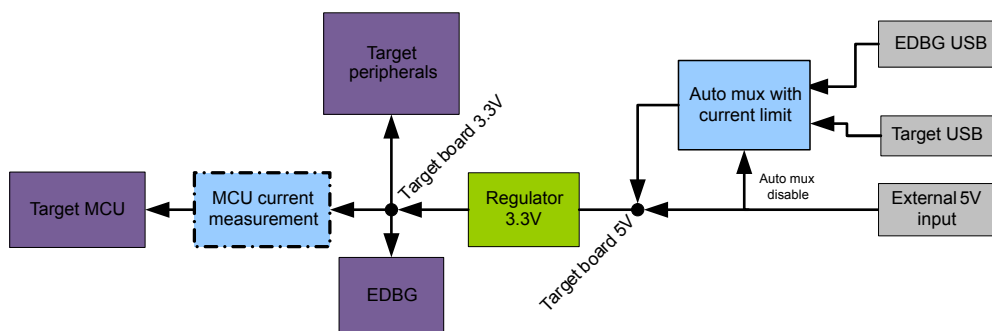 Target
peripherals
EDBG USB
Auto mux with
current limit
Target USB
Target board 3.3V
Auto mux
disable
Target MCU
MCU current
measurement
Regulator
3.3V
External 5V
input
Target board 5V
EDBG